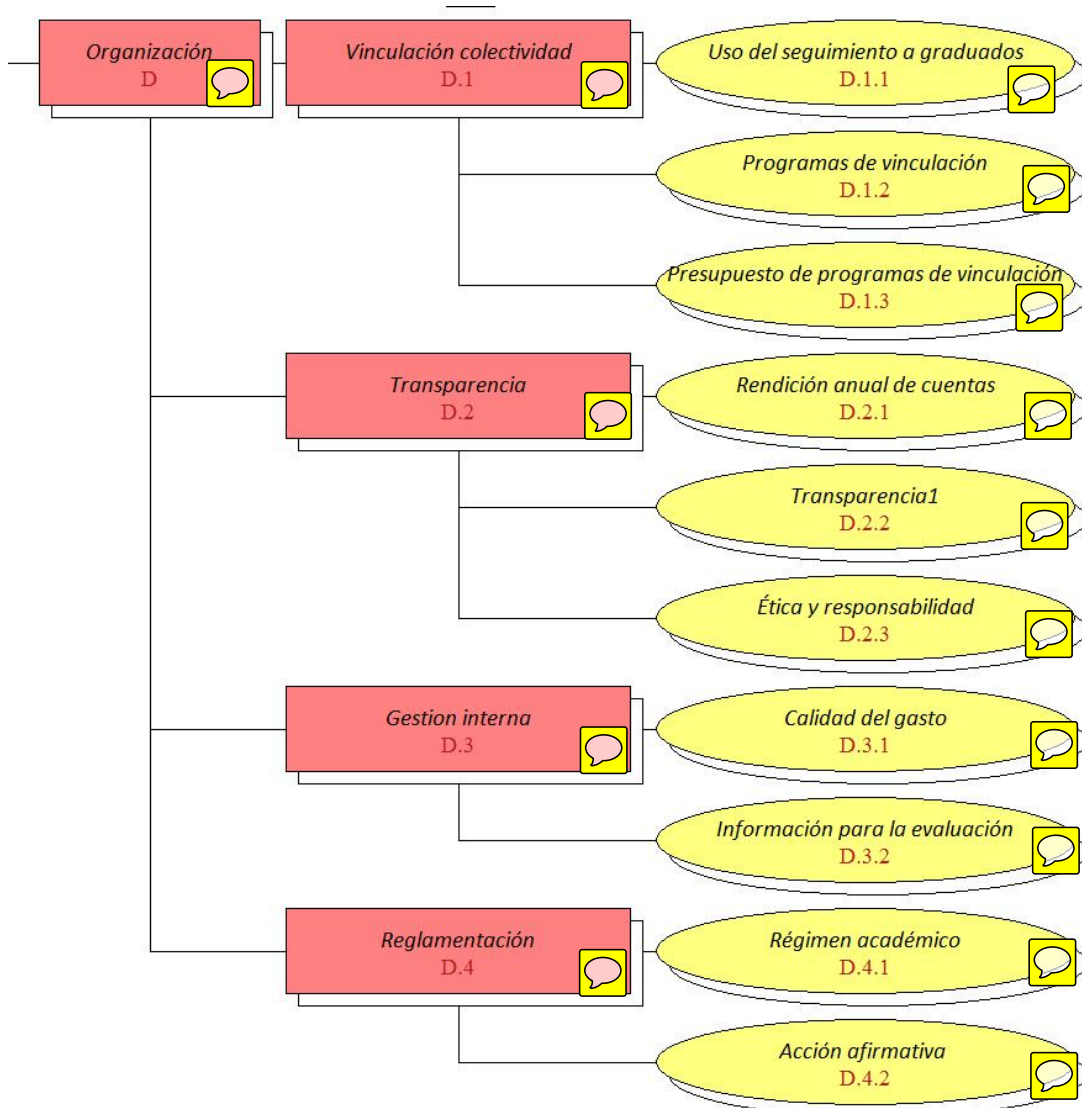 Organización
D
Vinculación colectividad
D.1
Uso del seguimiento a graduados
D.1.1
Programas de vinculación
D.1.2
Presupuesto de programas de vinculación
D.1.3
Transparencia
D.2
Rendición anual de cuentas
D.2.1
Transparencia1
D.2.2
Ética y responsabilidad
D.2.3
Gestion interna
D.3
Calidad del gasto
D.3.1
Información para la evaluación
D.3.2
Reglamentación
D.4
Régimen académico
D.4.1
Acción afirmativa
D.4.2